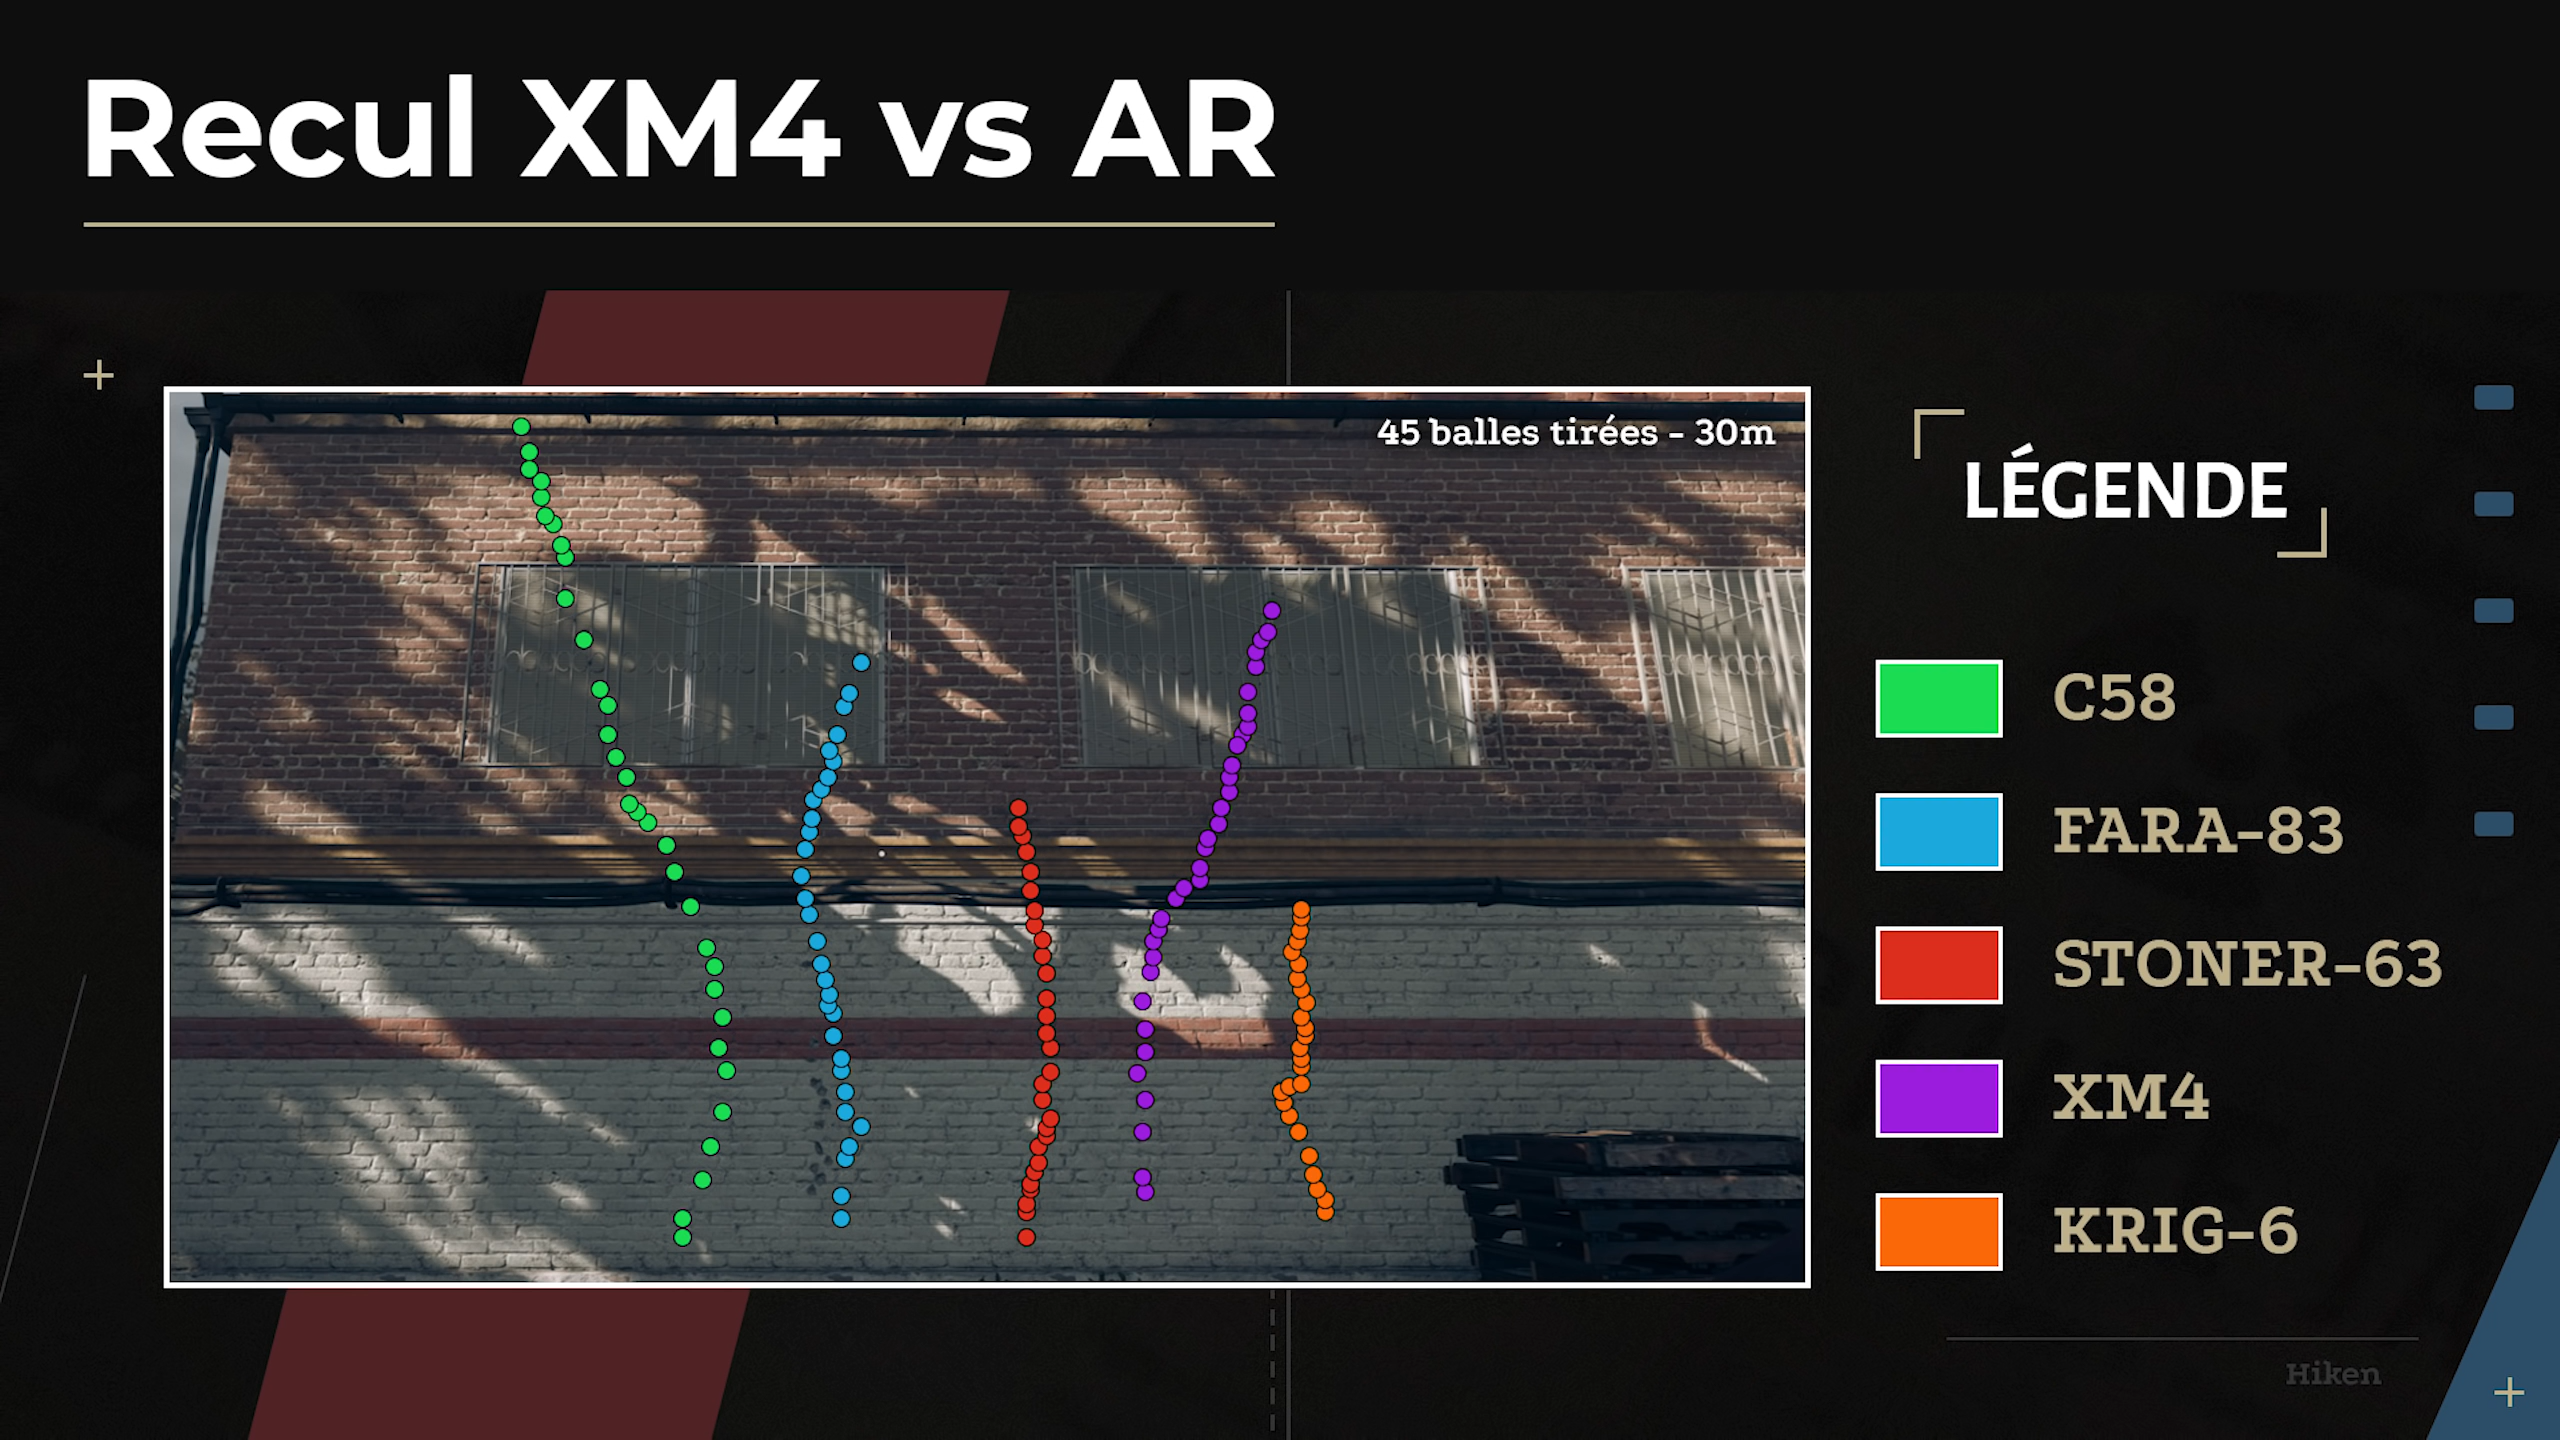 Recul XM4 vs AR
45 balles tirées - 30m
LÉGENDE
C58
FARA-83
STONER-63
XM4
KRIG-6
Hiken